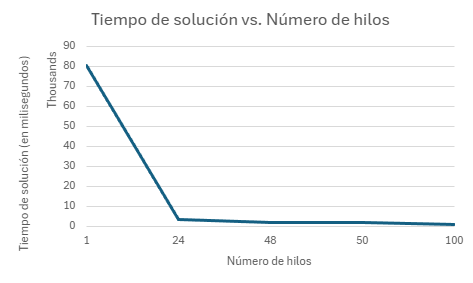 Tiempo de solución vs. Número de hilos
Tiempo de solución (en milisegundos)
Thousands
90
80
70
60
50
40
30
20
10
0
1 24 48 50 100
Número de hilos